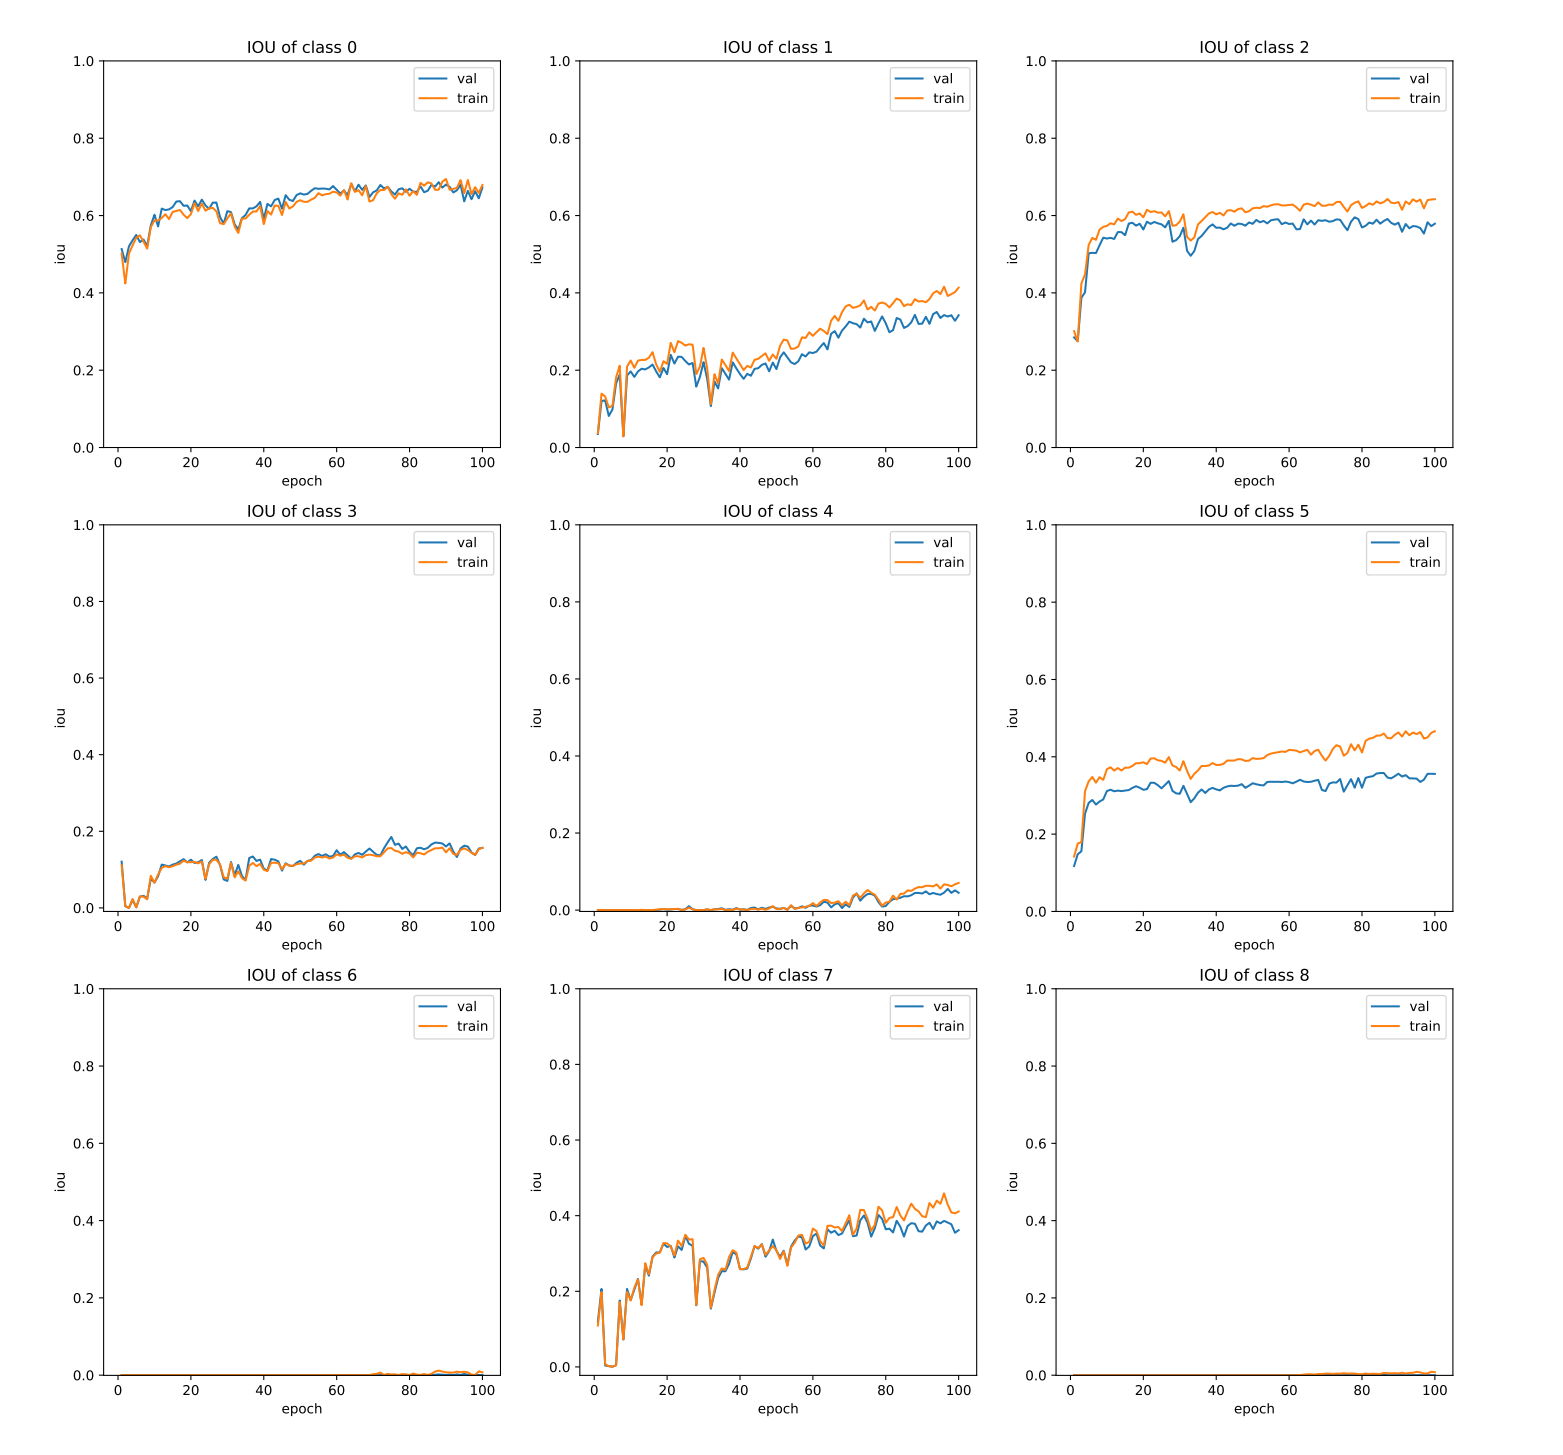 IOU of class 0
1.0
0.8
0.6
0.4
0.2
0.0
iou
val
train
0 20 40 60 80 100
epoch
IOU of class 1
1.0
0.8
0.6
0.4
0.2
0.0
iou
val
train
0 20 40 60 80 100
epoch
IOU of class 2
1.0
0.8
0.6
0.4
0.2
0.0
iou
val
train
0 20 40 60 80 100
epoch
IOU of class 3
1.0
0.8
0.6
0.4
0.2
0.0
iou
val
train
0 20 40 60 80 100
epoch
IOU of class 4
1.0
0.8
0.6
0.4
0.2
0.0
iou
val
train
0 20 40 60 80 100
epoch
IOU of class 5
1.0
0.8
0.6
0.4
0.2
0.0
iou
val
train
0 20 40 60 80 100
epoch
IOU of class 6
1.0
0.8
0.6
0.4
0.2
0.0
iou
val
train
0 20 40 60 80 100
epoch
IOU of class 7
1.0
0.8
0.6
0.4
0.2
0.0
iou
val
train
0 20 40 60 80 100
epoch
IOU of class 8
1.0
0.8
0.6
0.4
0.2
0.0
iou
val
train
0 20 40 60 80 100
epoch